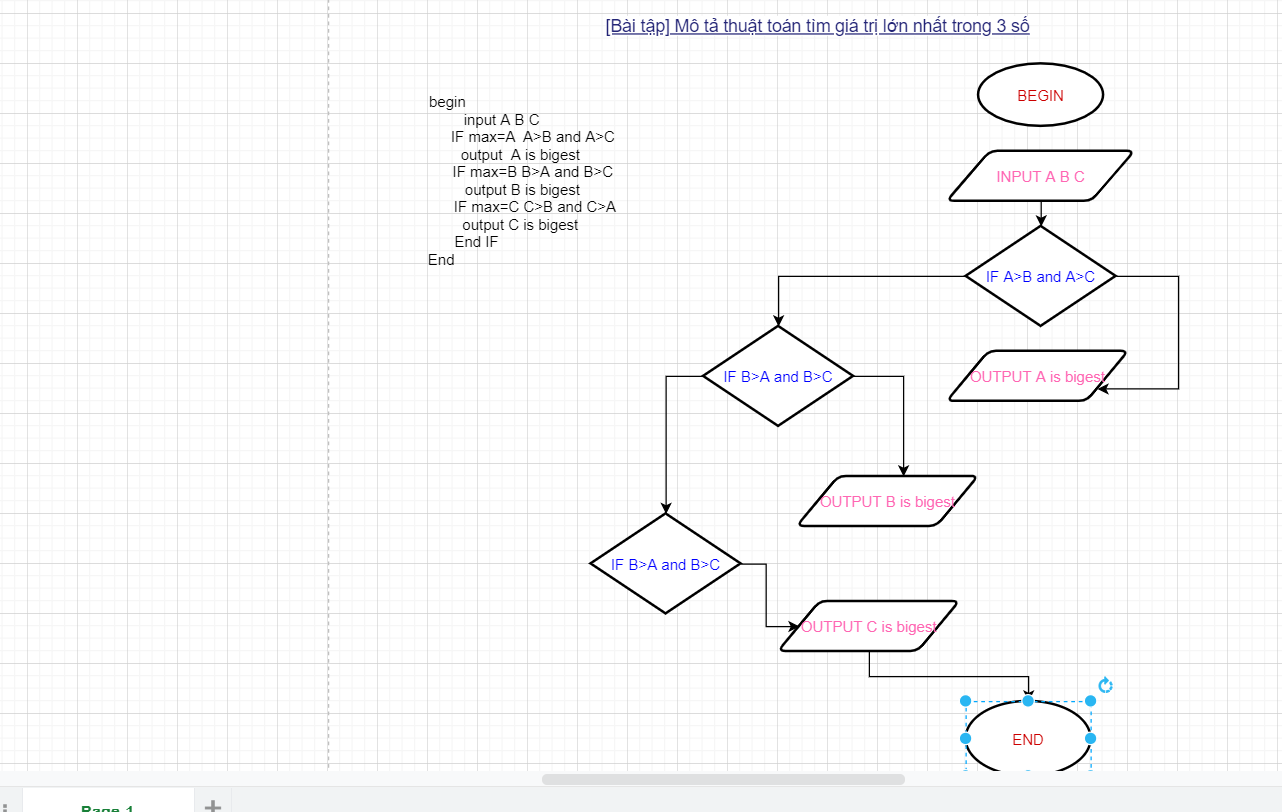 [Bài tập] Mô tả thuật toán tìm giá trị lớn nhất trong 3 số
begin
input A B C
IF max=A  A>B and A>C
output  A is bigest
IF max=B B>A and B>C
output B is bigest
IF max=C C>B and C>A
output C is bigest
End IF
End
BEGIN
INPUT A B C
IF A>B and A>C
OUTPUT A is bigest
IF B>A and B>C
OUTPUT B is bigest
IF B>A and B>C
OUTPUT C is bigest
END
Page-1